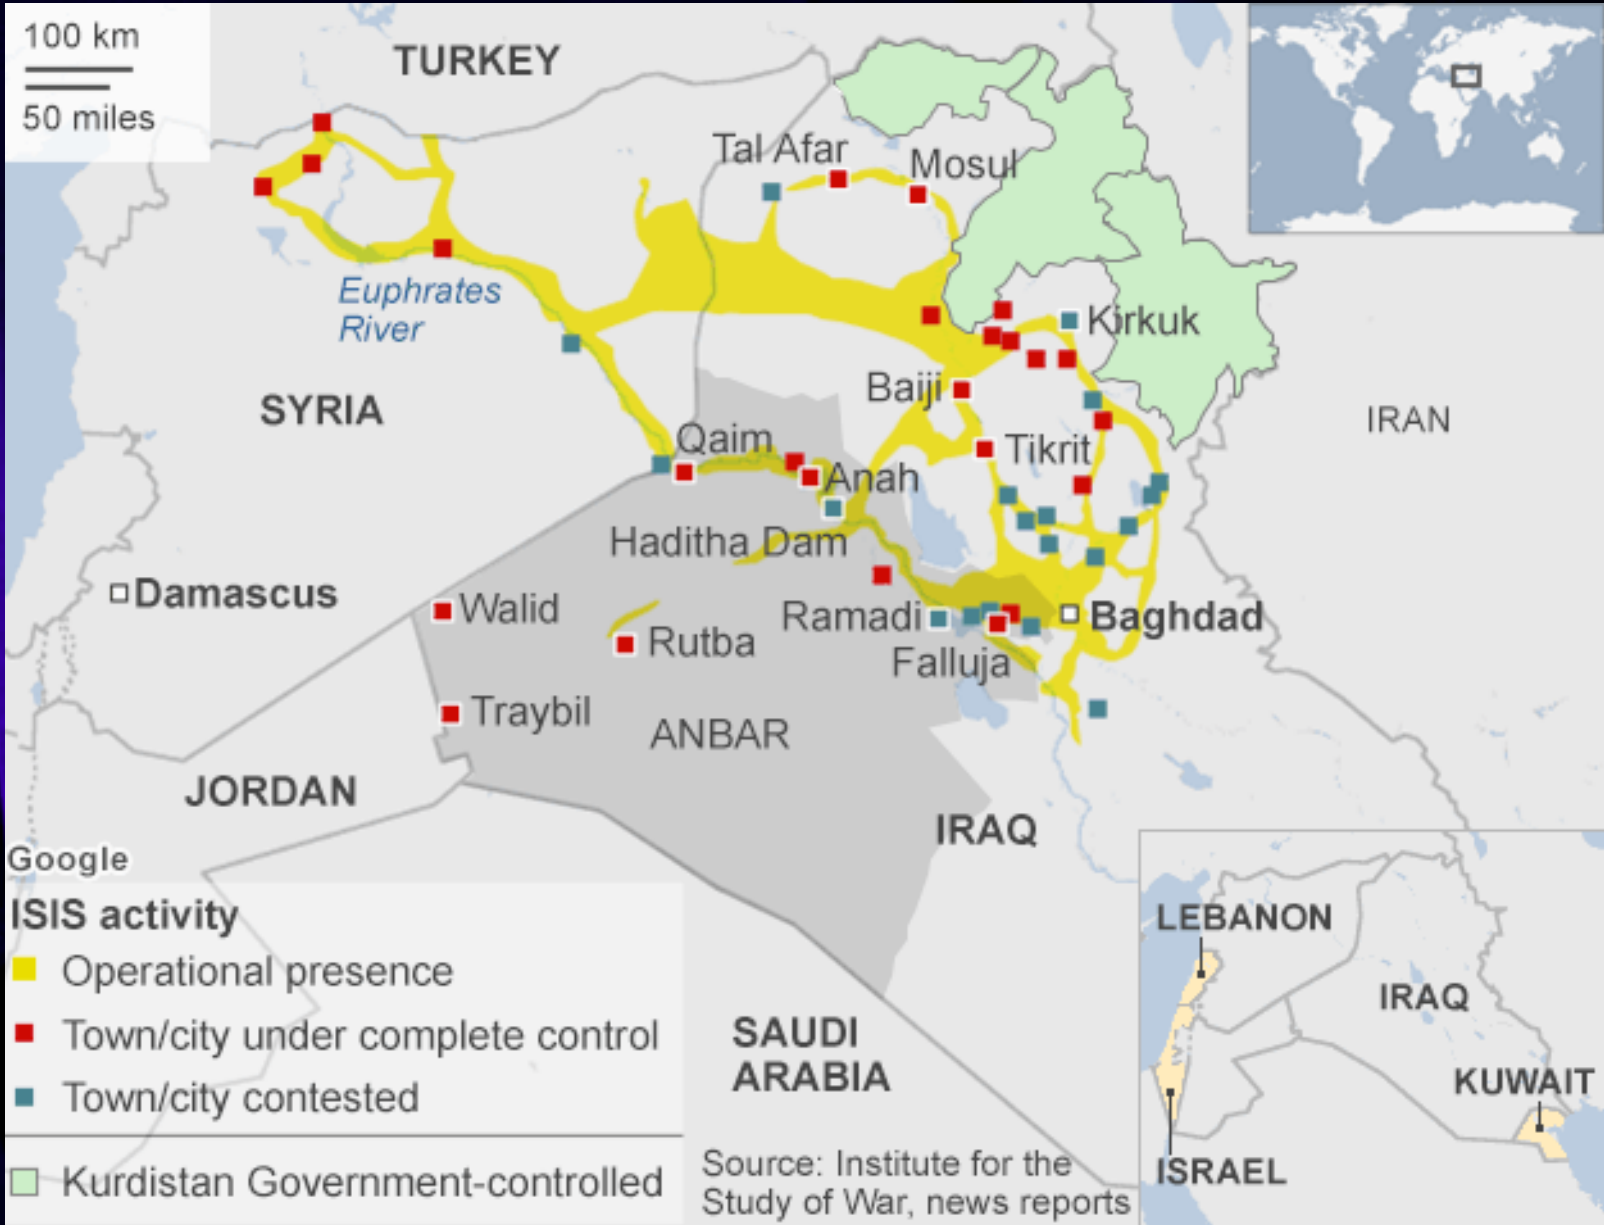 100 km
50 miles
TURKEY
Tal Afar
Mosul
Euphrates
River
Kirkuk
Baiji
SYRIA
IRAN
Qaim
Tikrit
Anah
Haditha Dam
Damascus
Walid
Ramadi
Baghdad
Rutba
Falluja
Traybil
ANBAR
JORDAN
IRAQ
Google
ISIS activity
Operational presence
Town/city under complete control
Town/city contested
Kurdistan Government-controlled
SAUDI
ARABIA
Source: Institute for the
Study of War, news reports
LEBANON
IRAQ
KUWAIT
ISRAEL